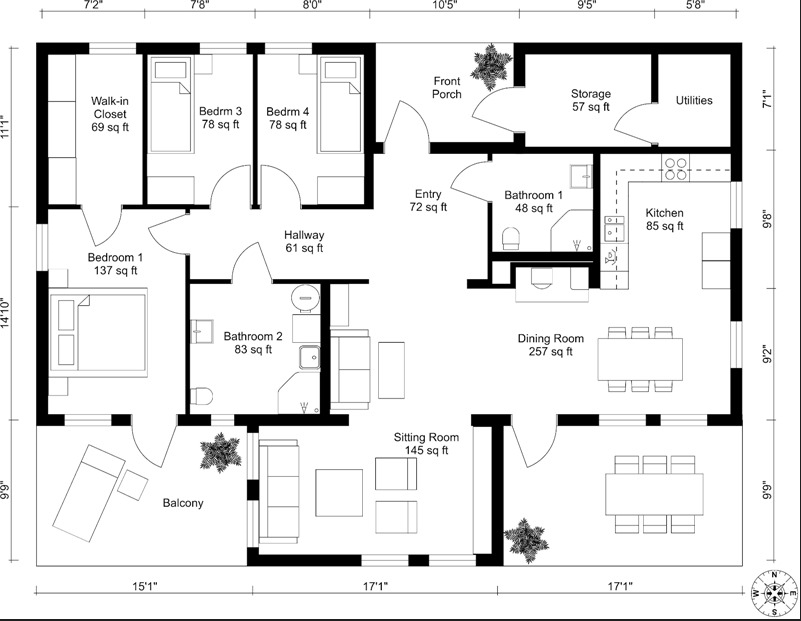 7'2"
7'8"
8'0"
10'5"
9'5"
5'8"
11'1"
14'10"
9'9"
7'1"
9'8"
9'2"
9'9"
Walk-in
Closet
69 sq ft
Bedrm 3
78 sq ft
Bedrm 4
78 sq ft
Front
Porch
Storage
57 sq ft
Utilities
Entry
72 sq ft
Bathroom 1
48 sq ft
Kitchen
85 sq ft
Hallway
61 sq ft
Bedroom 1
137 sq ft
Bathroom 2
83 sq ft
Dining Room
257 sq ft
Sitting Room
145 sq ft
Balcony
15'1"
17'1"
17'1"
N
W
E
S